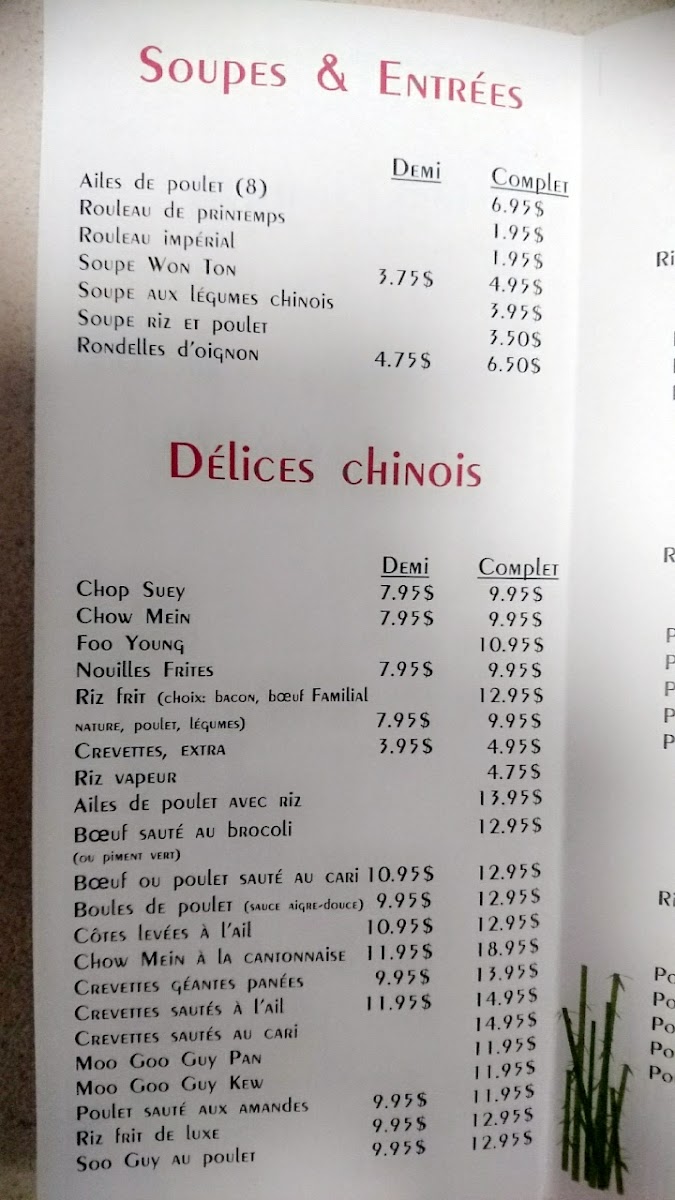 Soupes & Entrées
Demi Complet
Ailes de poulet (8) 6.95$
Rouleau de printemps 1.95$
Rouleau impérial 1.95$
Soupe Won Ton 3.75$ 4.95$
Soupe aux légumes chinois 3.95$
Soupe riz et poulet 3.50$
Rondelles d'oignon 4.75$ 6.50$
Délices chinois
Demi Complet
Chop Suey 7.95$ 9.95$
Chow Mein 7.95$ 9.95$
Foo Young 10.95$
Nouilles Frites 7.95$ 9.95$
Riz frit (choix: bacon, bœuf Familial 12.95$
nature, poulet, légumes) 7.95$ 9.95$
Crevettes, extra 3.95$ 4.95$
Riz vapeur 4.75$
Ailes de poulet avec riz 13.95$
Bœuf sauté au brocoli 12.95$
(ou piment vert)
Bœuf ou poulet sauté au cari 10.95$ 12.95$
Boules de poulet (sauce aigre-douce) 9.95$ 12.95$
Côtes levées à l'ail 10.95$ 12.95$
Chow Mein à la cantonnaise 11.95$ 18.95$
Crevettes géantes panées 9.95$ 13.95$
Crevettes sautés à l'ail 11.95$ 14.95$
Crevettes sautés au cari 14.95$
Moo Goo Guy Pan 11.95$
Moo Goo Guy Kew 11.95$
Poulet sauté aux amandes 9.95$ 11.95$
Riz frit de luxe 9.95$ 12.95$
Soo Guy au poulet 9.95$ 12.95$